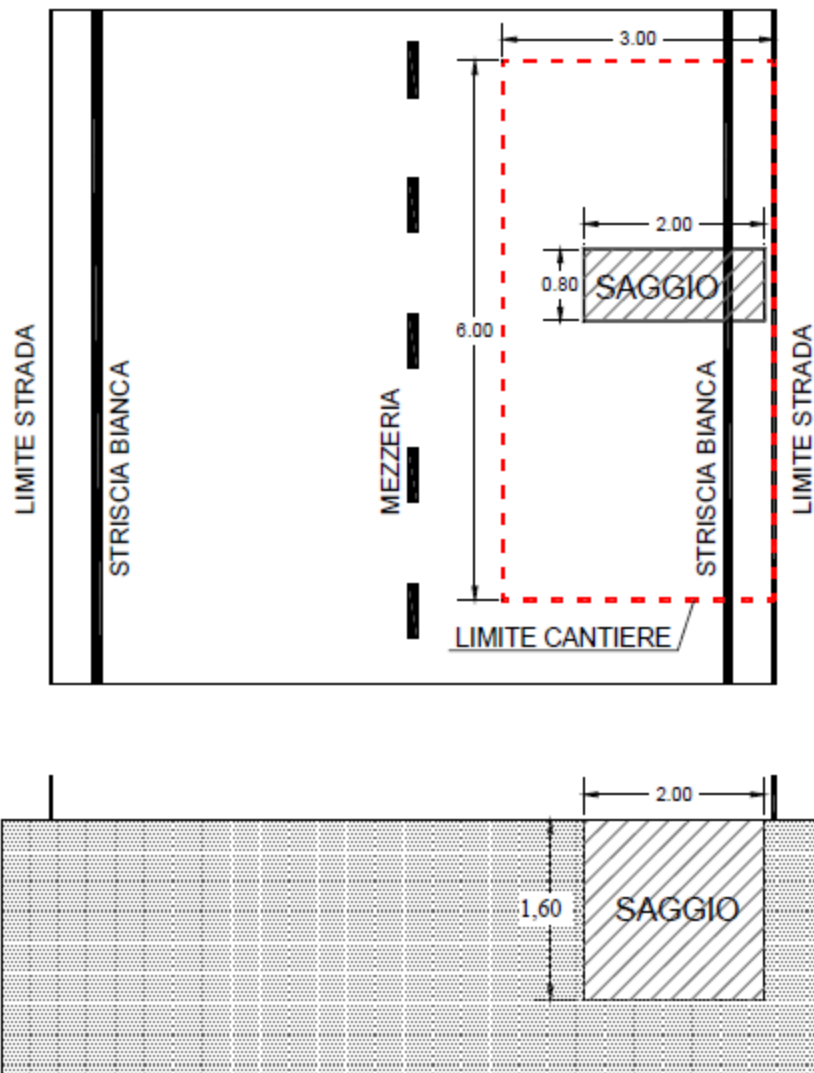 3.00
2.00
0.80
SAGGIO
6.00
LIMITE STRADA
STRISCIA BIANCA
MEZZERIA
STRISCIA BIANCA
LIMITE STRADA
LIMITE CANTIERE
2.00
1,60
SAGGIO